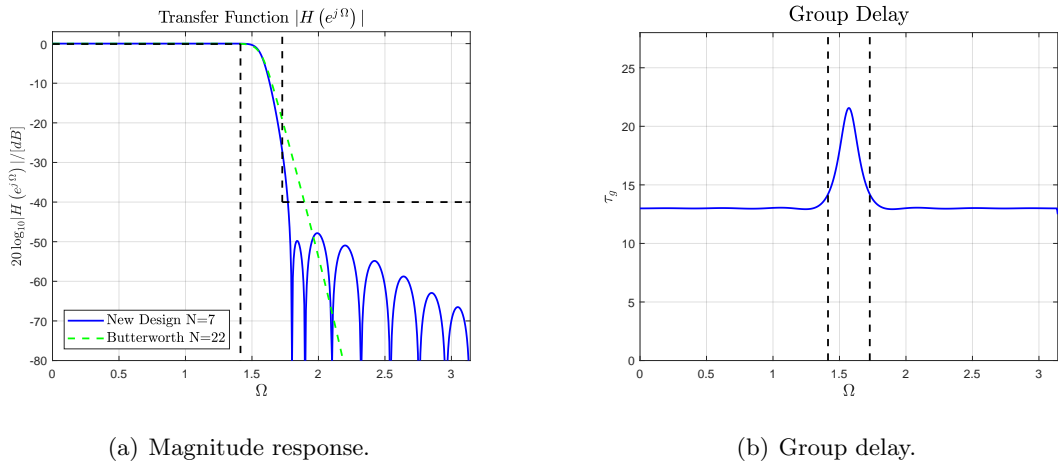 Transfer Function |H (e^{jΩ}) |
20 log₁₀|H (e^{jΩ}) |/[dB]
0
-10
-20
-30
-40
-50
-60
-70
-80
New Design N=7
Butterworth N=22
0 0.5 1 1.5 2 2.5 3
Ω
(a) Magnitude response.
Group Delay
τ_g
25
20
15
10
5
0
0 0.5 1 1.5 2 2.5 3
Ω
(b) Group delay.